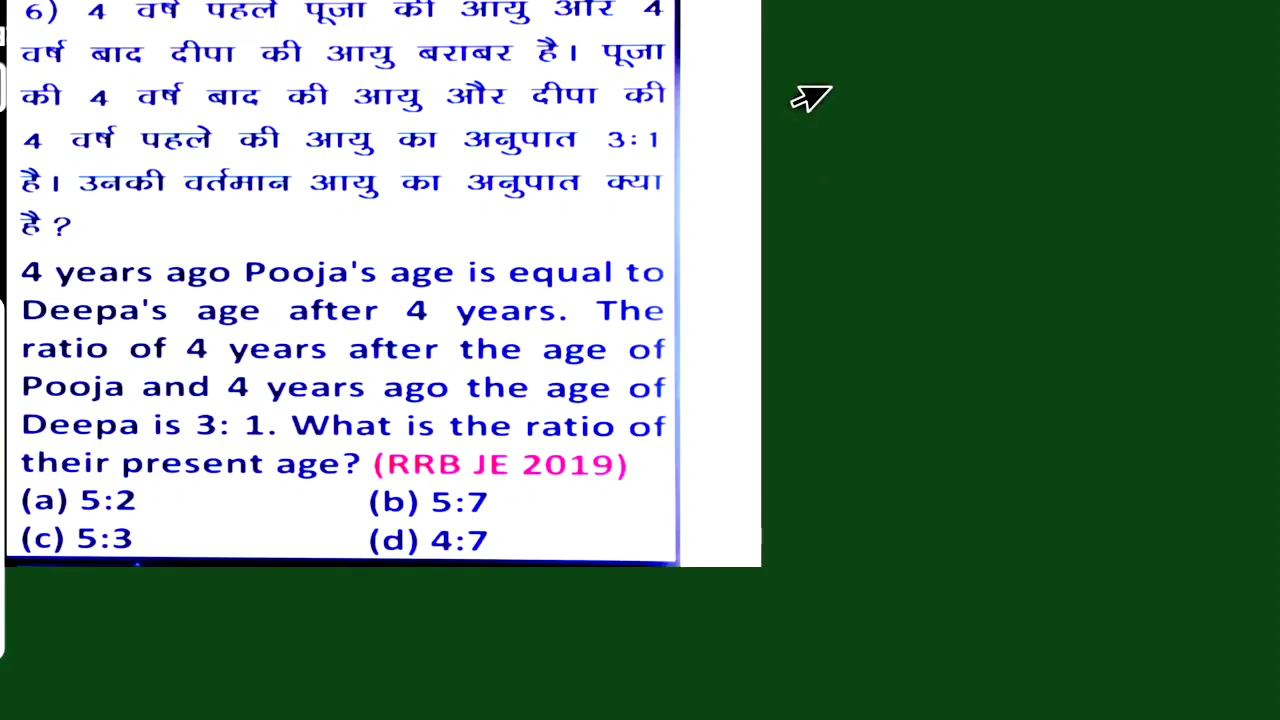 6) 4 वर्ष पहले पूजा की आयु और 4
वर्ष बाद दीपा की आयु बराबर है। पूजा
की 4 वर्ष बाद की आयु और दीपा की
4 वर्ष पहले की आयु का अनुपात 3:1
है। उनकी वर्तमान आयु का अनुपात क्या
है?
4 years ago Pooja's age is equal to
Deepa's age after 4 years. The
ratio of 4 years after the age of
Pooja and 4 years ago the age of
Deepa is 3: 1. What is the ratio of
their present age? (RRB JE 2019)
(a) 5:2 (b) 5:7
(c) 5:3 (d) 4:7